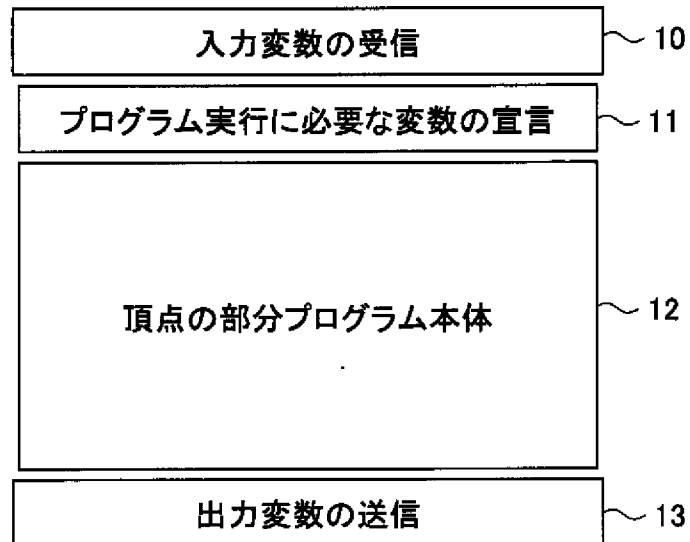 入力変数の受信 10
プログラム実行に必要な変数の宣言 11
頂点の部分プログラム本体 12
出力変数の送信 13